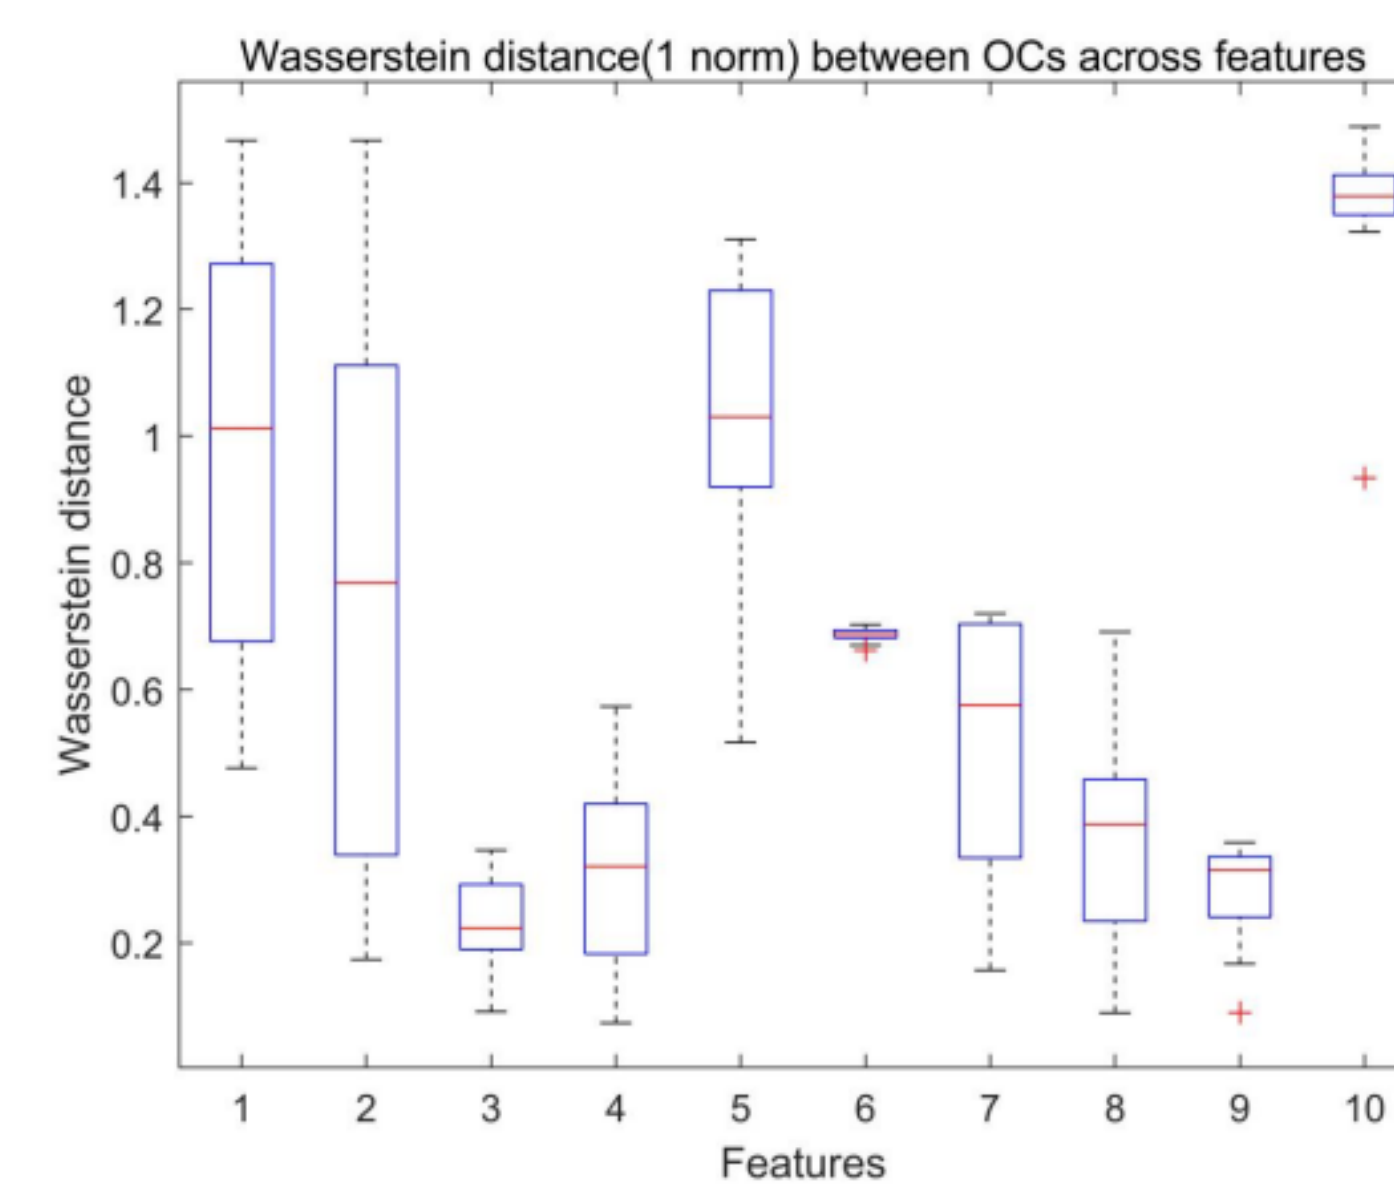 Wasserstein distance(1 norm) between OCs across features
1.4
1.2
1
0.8
0.6
0.4
0.2
Wasserstein distance
1 2 3 4 5 6 7 8 9 10
Features